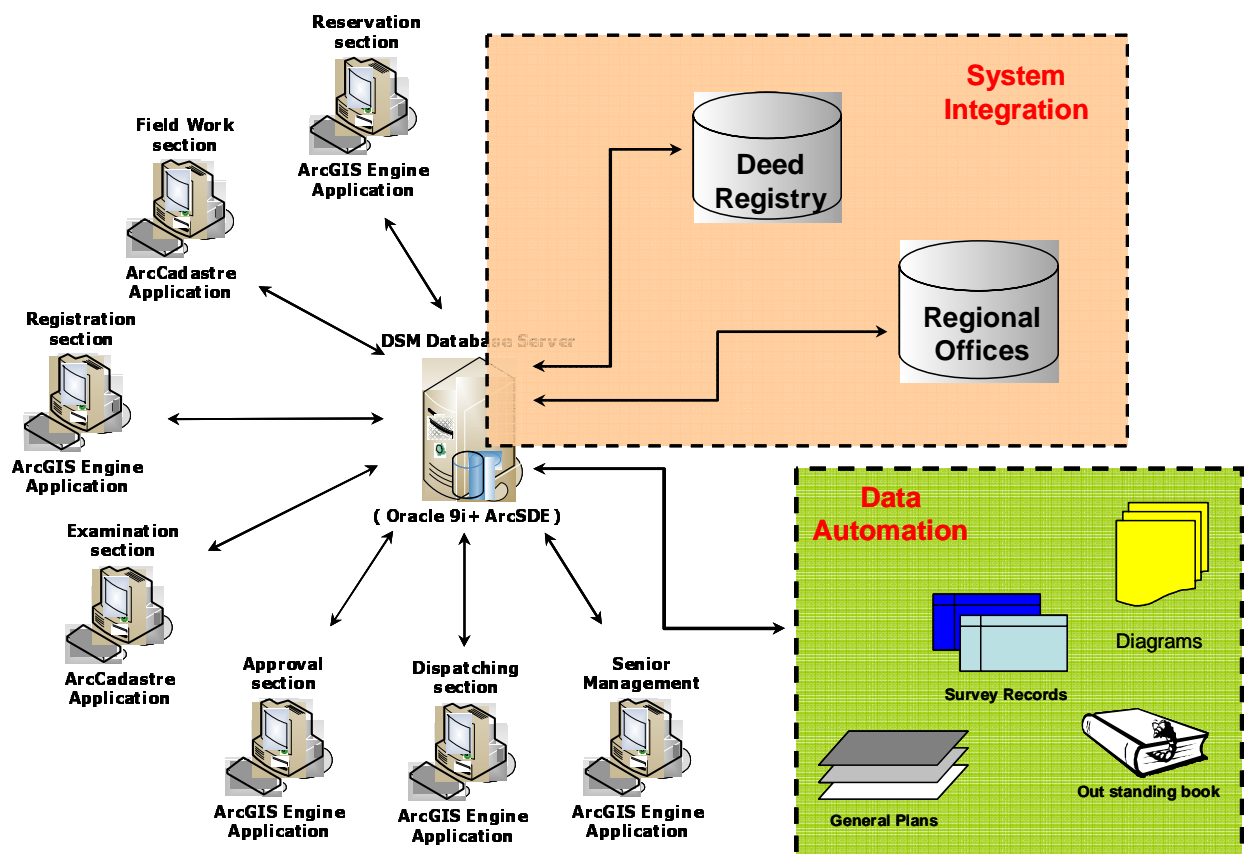 Reservation
section
ArcGIS Engine
Application
System
Integration
Deed
Registry
Regional
Offices
Field Work
section
ArcCadastre
Application
Registration
section
ArcGIS Engine
Application
DSM Database Server
( Oracle 9i+ ArcSDE )
Examination
section
ArcCadastre
Application
Approval
section
ArcGIS Engine
Application
Dispatching
section
ArcGIS Engine
Application
Senior
Management
ArcGIS Engine
Application
Data
Automation
Diagrams
Survey Records
General Plans
Out standing book